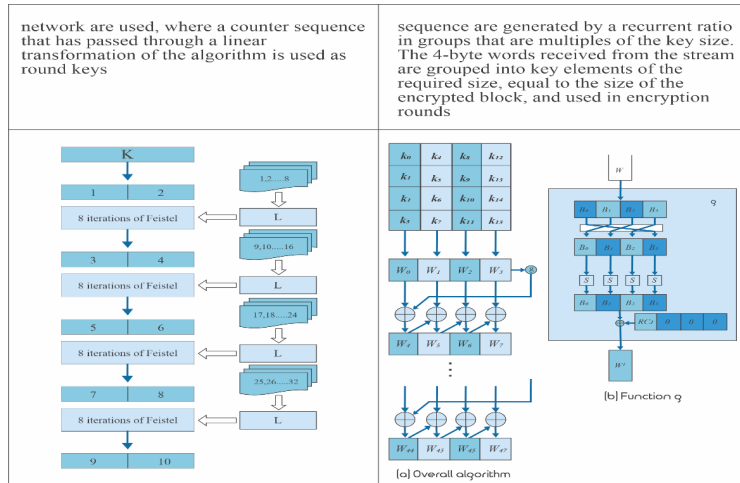 network are used, where a counter sequence
that has passed through a linear
transformation of the algorithm is used as
round keys
sequence are generated by a recurrent ratio
in groups that are multiples of the key size.
The 4-byte words received from the stream
are grouped into key elements of the
required size, equal to the size of the
encrypted block, and used in encryption
rounds
K
1 2
1,2.....8
8 iterations of Feistel
L
3 4
9,10.....16
8 iterations of Feistel
L
5 6
17,18.....24
8 iterations of Feistel
L
7 8
25,26.....32
8 iterations of Feistel
L
9 10
k0 k4 k8 k12
k1 k5 k9 k13
k1 k6 k10 k14
k5 k7 k11 k15
W0 W1 W2 W3
g
W4 W5 W6 W7
...
W44 W45 W45 W47
(a) Overall algorithm
W
g
B0 B1 B2 B3
B0 B1 B2 B3
S S S S
B0 B1 B2 B3
RCj 0 0 0
W'
(b) Function g